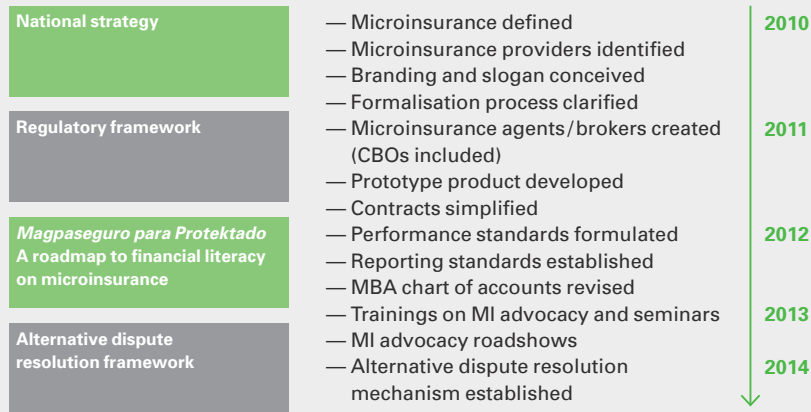 National strategy
Regulatory framework
Magpaseguro para Protektado
A roadmap to financial literacy
on microinsurance
Alternative dispute
resolution framework
— Microinsurance defined
— Microinsurance providers identified
— Branding and slogan conceived
— Formalisation process clarified
— Microinsurance agents/brokers created
(CBOs included)
— Prototype product developed
— Contracts simplified
— Performance standards formulated
— Reporting standards established
— MBA chart of accounts revised
— Trainings on MI advocacy and seminars
— MI advocacy roadshows
— Alternative dispute resolution
mechanism established
2010
2011
2012
2013
2014